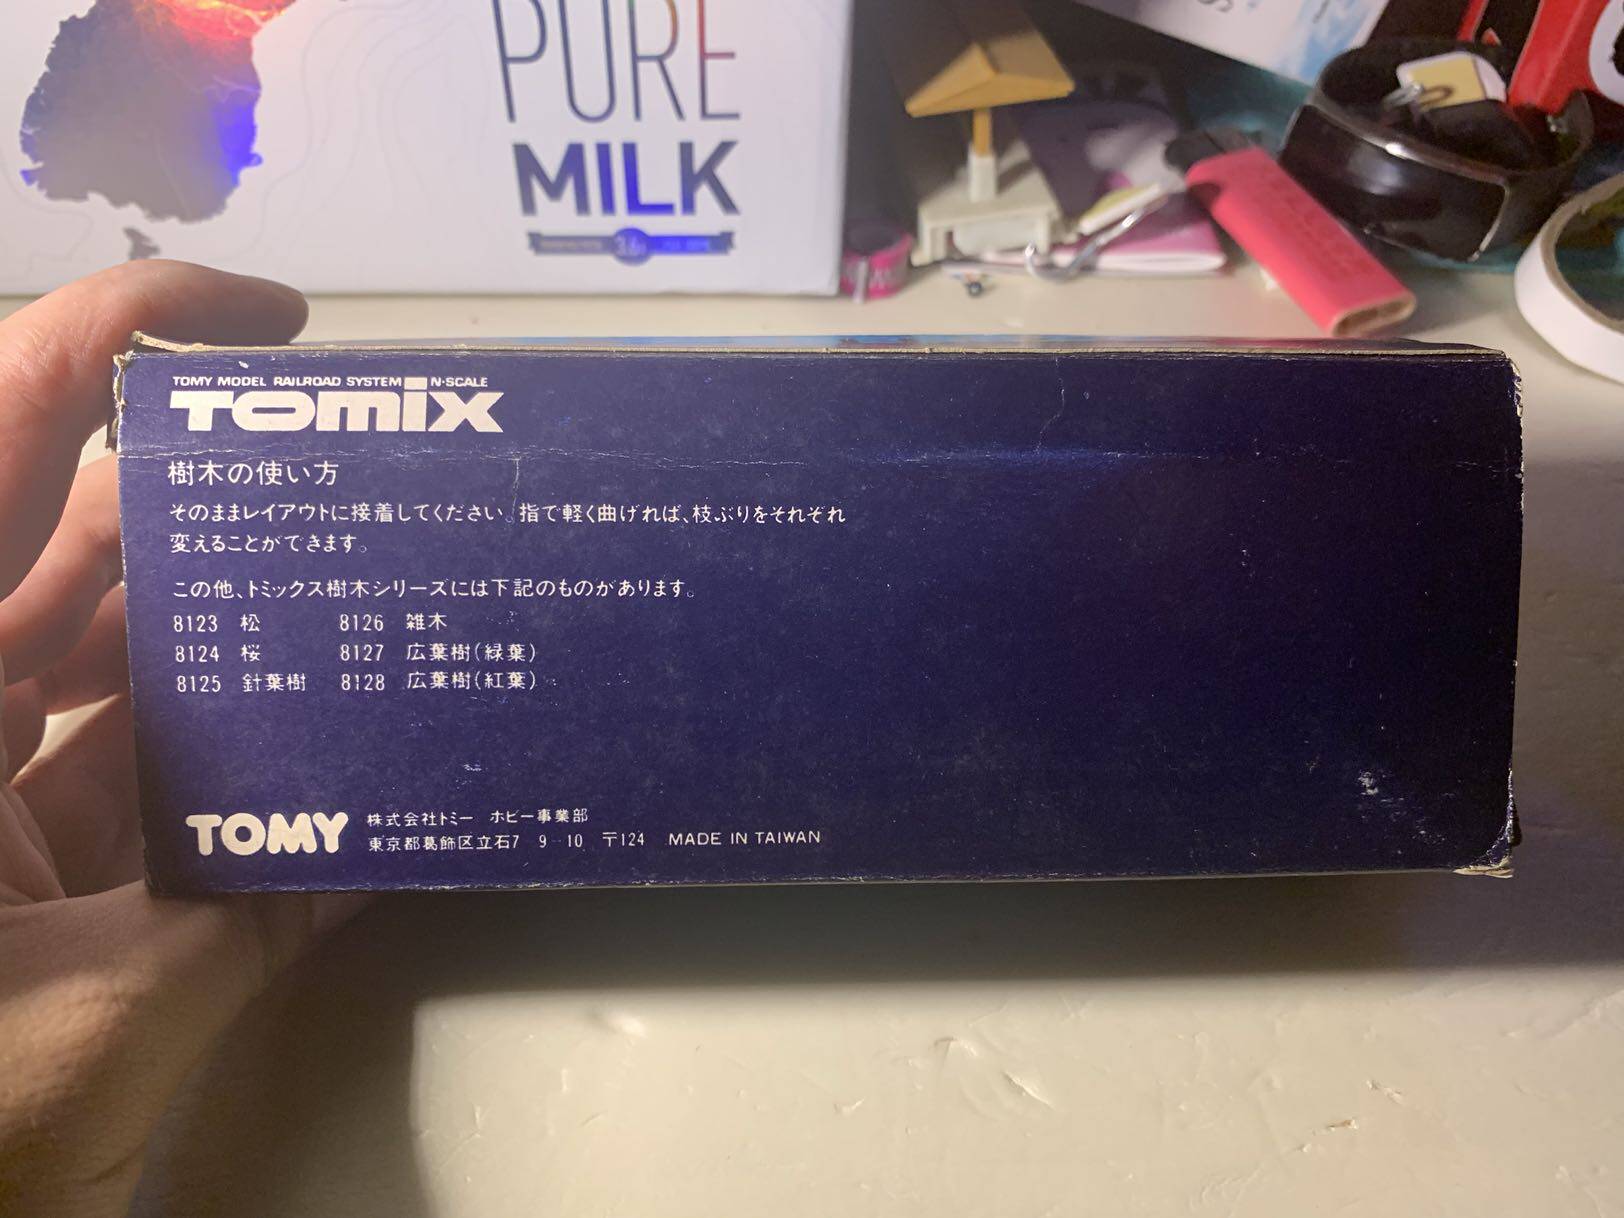 PURE
MILK
3.6
TOMY MODEL RAILROAD SYSTEM N·SCALE
TOMIX
樹木の使い方
そのままレイアウトに接着してください。指で軽く曲げれば、枝ぶりをそれぞれ
変えることができます。
この他、トミックス樹木シリーズには下記のものがあります。
8123 松 8126 雑木
8124 桜 8127 広葉樹(緑葉)
8125 針葉樹 8128 広葉樹(紅葉)
TOMY 株式会社トミー ホビー事業部
東京都葛飾区立石7 9-10 〒124 MADE IN TAIWAN